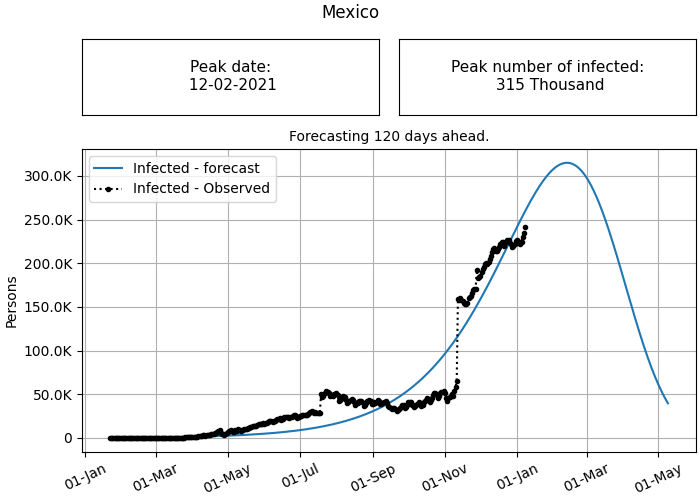 Mexico
Peak date:
12-02-2021
Peak number of infected:
315 Thousand
Forecasting 120 days ahead.
Infected - forecast
Infected - Observed
Persons
300.0K
250.0K
200.0K
150.0K
100.0K
50.0K
0
01-Jan
01-Mar
01-May
01-Jul
01-Sep
01-Nov
01-Jan
01-Mar
01-May